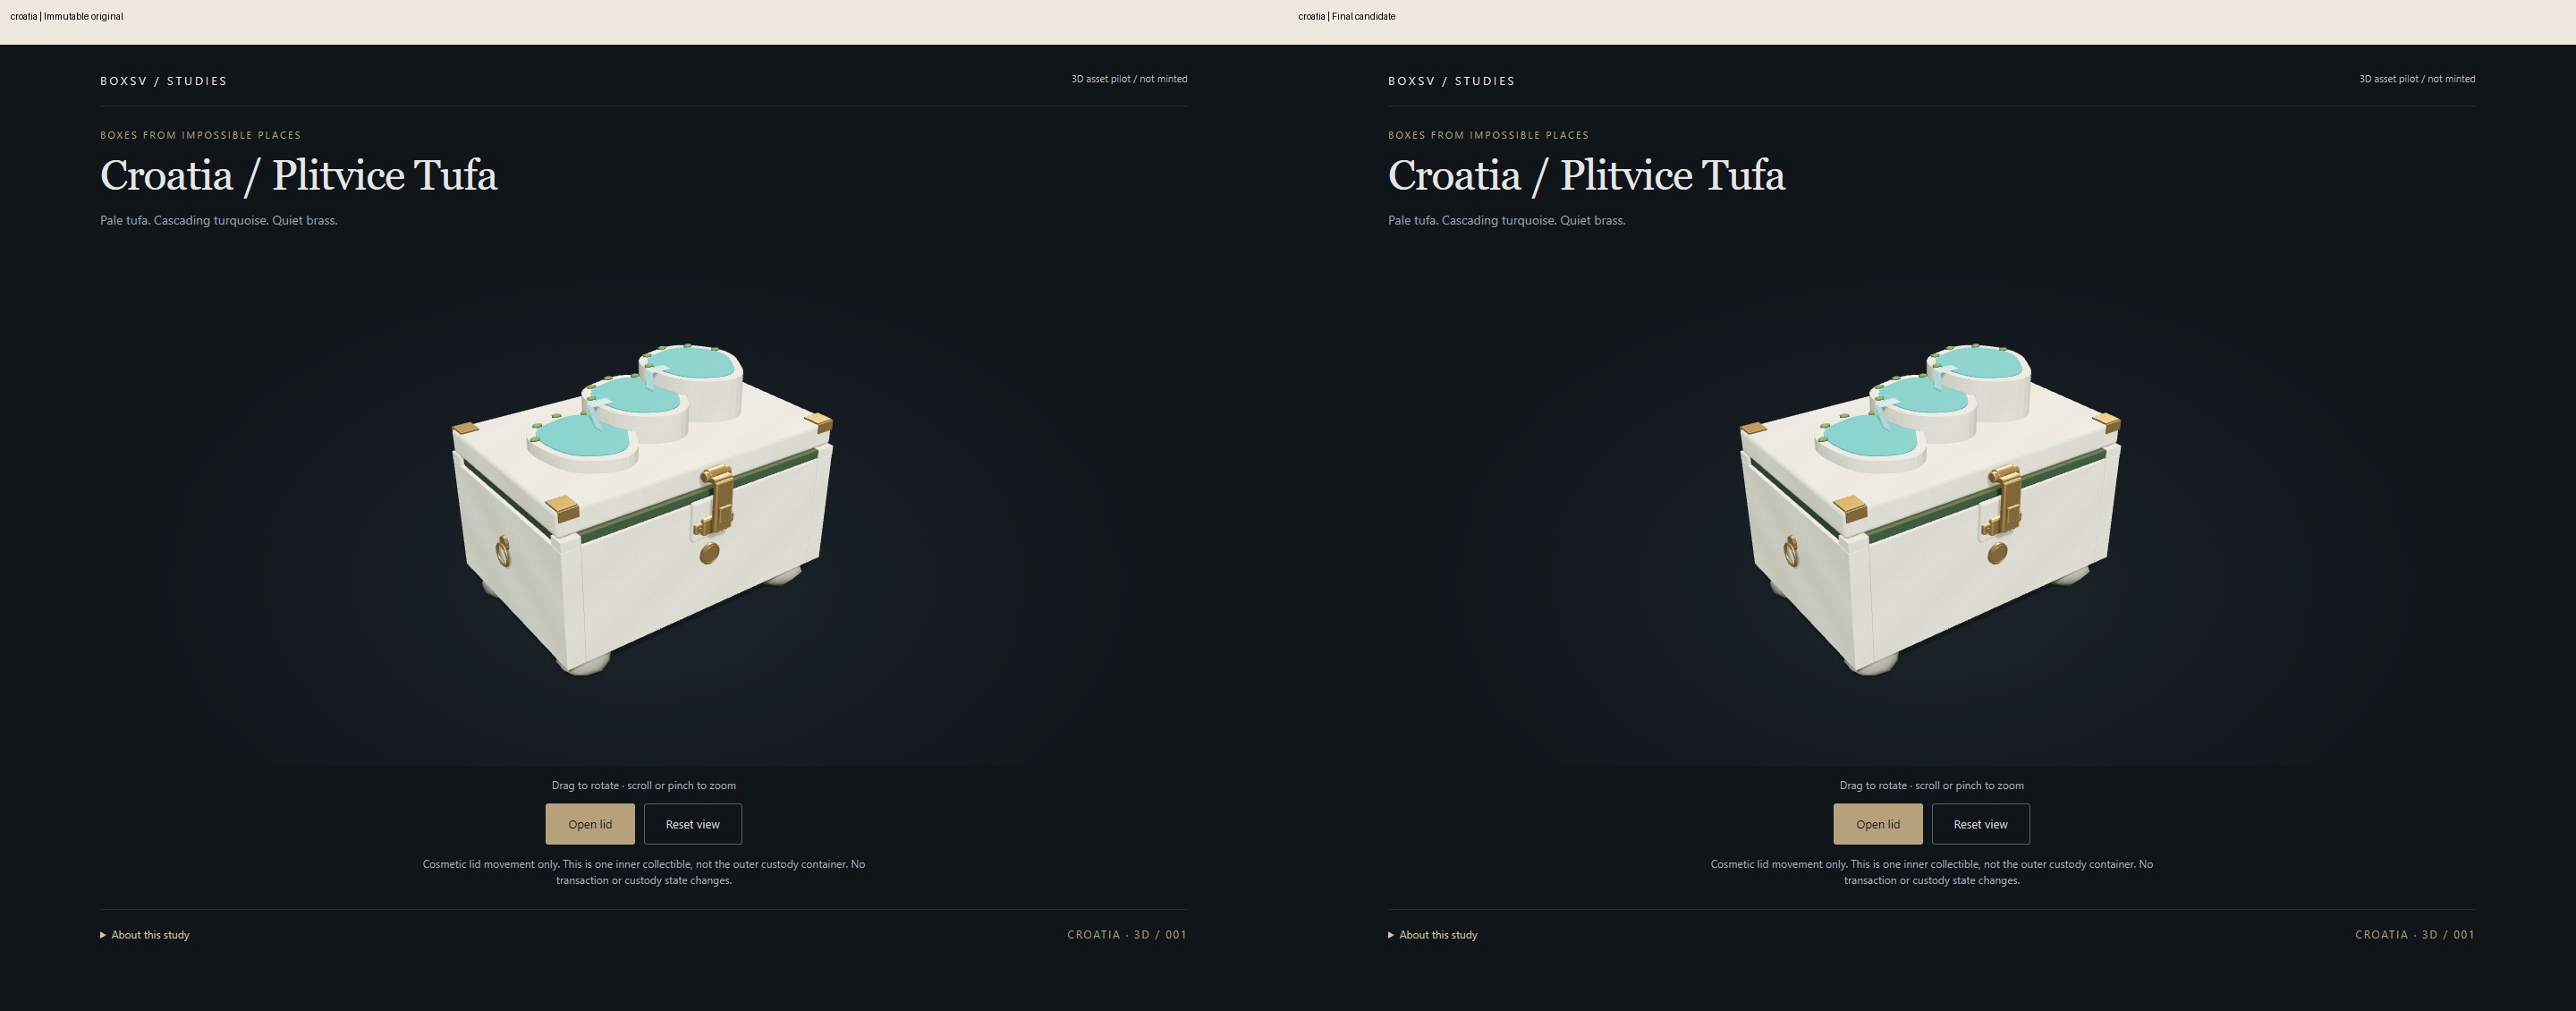 croatia | Immutable original
BOXSV / STUDIES
3D asset pilot / not minted
BOXES FROM IMPOSSIBLE PLACES
Croatia / Plitvice Tufa
Pale tufa. Cascading turquoise. Quiet brass.
Drag to rotate · scroll or pinch to zoom
Open lid
Reset view
Cosmetic lid movement only. This is one inner collectible, not the outer custody container. No
transaction or custody state changes.
▶ About this study
CROATIA · 3D / 001
croatia | Final candidate
BOXSV / STUDIES
3D asset pilot / not minted
BOXES FROM IMPOSSIBLE PLACES
Croatia / Plitvice Tufa
Pale tufa. Cascading turquoise. Quiet brass.
Drag to rotate · scroll or pinch to zoom
Open lid
Reset view
Cosmetic lid movement only. This is one inner collectible, not the outer custody container. No
transaction or custody state changes.
▶ About this study
CROATIA · 3D / 001